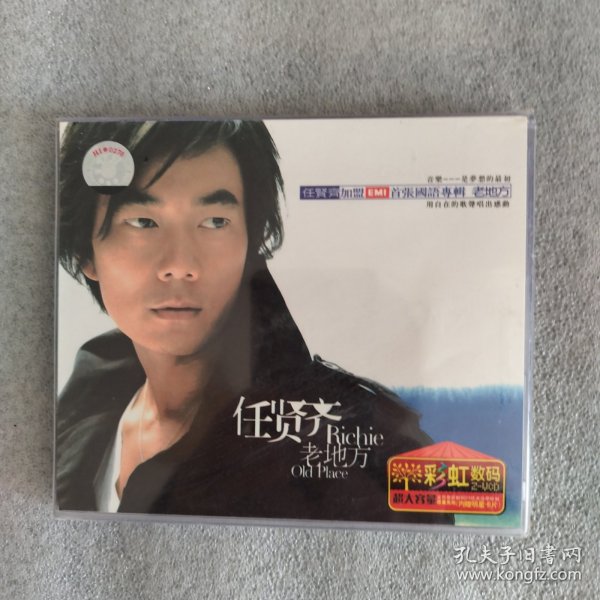 音樂---是夢想的最初
任賢齊加盟EMI首張國語專輯 老地方
用自在的歌聲唱出感動
任贤齐
Richie
老地方
Old Place
彩虹数码
2-VCD
超大容量
孔夫子旧书网
www.kongfz.com